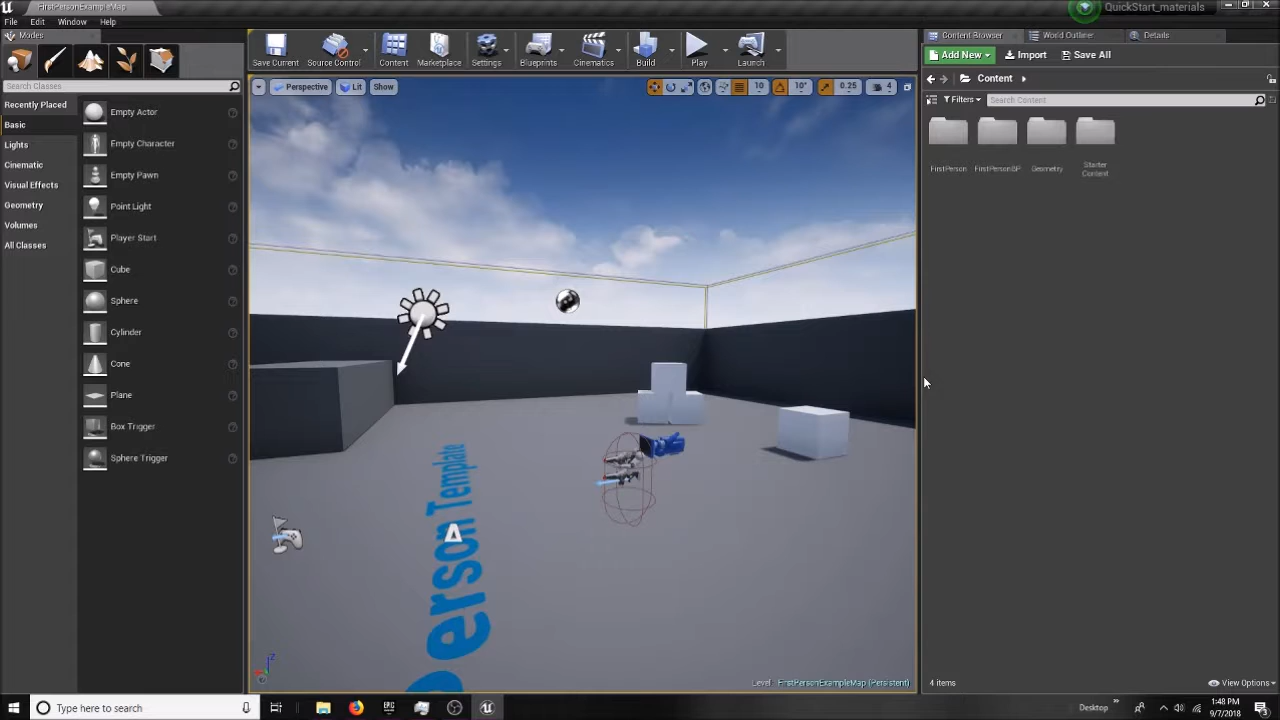 FirstPersonExampleMap
QuickStart_materials
File Edit Window Help
Modes
Search Classes
Recently Placed
Basic
Lights
Cinematic
Visual Effects
Geometry
Volumes
All Classes
Empty Actor
Empty Character
Empty Pawn
Point Light
Player Start
Cube
Sphere
Cylinder
Cone
Plane
Box Trigger
Sphere Trigger
Save Current
Source Control
Content
Marketplace
Settings
Blueprints
Cinematics
Build
Play
Launch
Perspective Lit Show
10 10° 0.25 4
erson Template
Level: FirstPersonExampleMap (Persistent)
Content Browser World Outliner Details
Add New Import Save All
Content
Filters Search Content
FirstPerson
FirstPersonBP
Geometry
Starter
Content
4 items
View Options
Type here to search
EPIC
Desktop
1:48 PM
9/7/2018